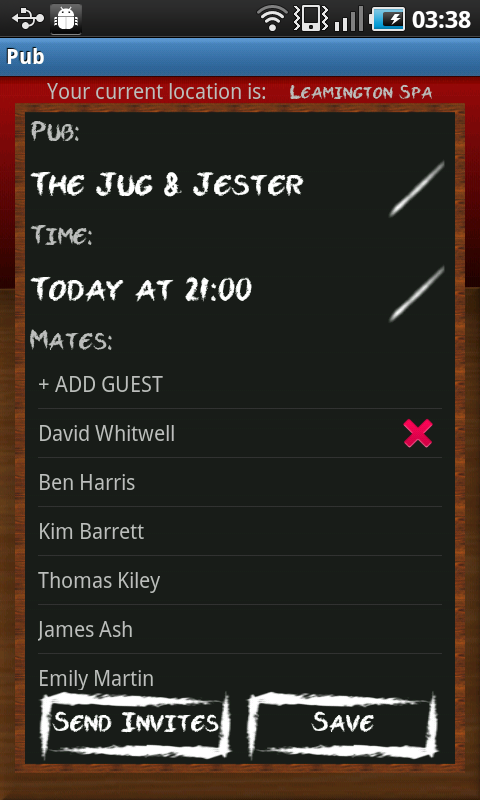 03:38
Pub
Your current location is: Leamington Spa
Pub:
The Jug & Jester
Time:
Today at 21:00
Mates:
+ ADD GUEST
David Whitwell
Ben Harris
Kim Barrett
Thomas Kiley
James Ash
Emily Martin
Send Invites Save